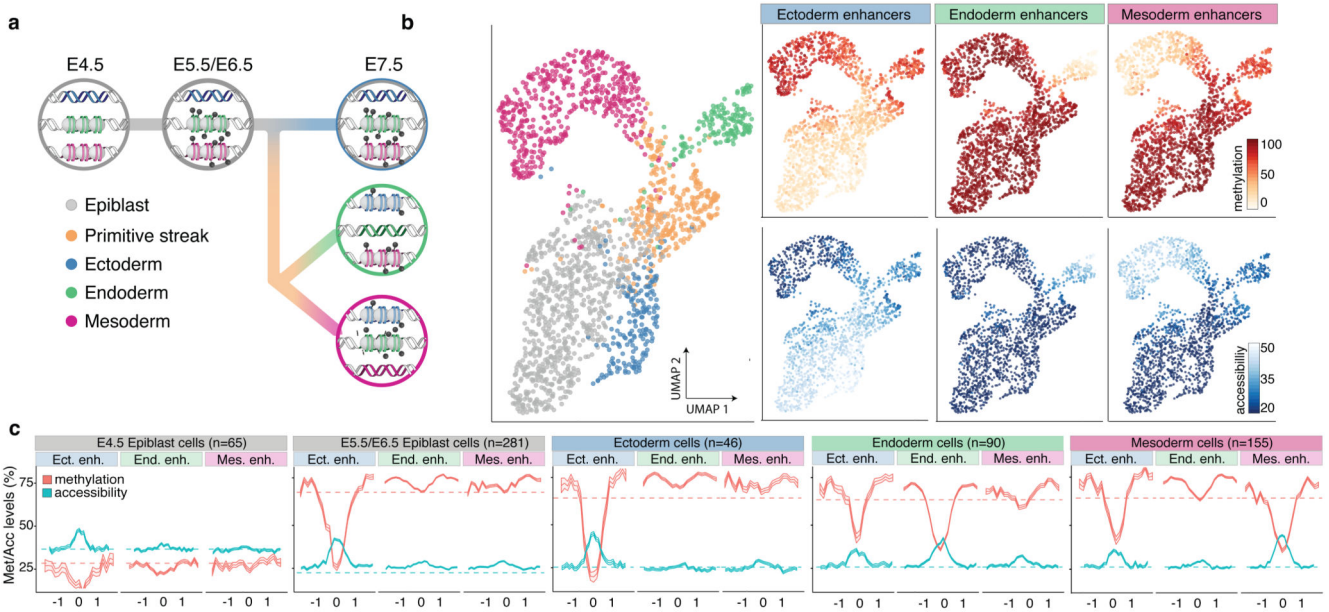 a
E4.5
E5.5/E6.5
E7.5
Epiblast
Primitive streak
Ectoderm
Endoderm
Mesoderm
b
UMAP 2
UMAP 1
Ectoderm enhancers
Endoderm enhancers
Mesoderm enhancers
methylation
100
50
0
accessibility
50
35
20
c
E4.5 Epiblast cells (n=65)
E5.5/E6.5 Epiblast cells (n=281)
Ectoderm cells (n=46)
Endoderm cells (n=90)
Mesoderm cells (n=155)
Ect. enh. End. enh. Mes. enh.
Ect. enh. End. enh. Mes. enh.
Ect. enh. End. enh. Mes. enh.
Ect. enh. End. enh. Mes. enh.
Ect. enh. End. enh. Mes. enh.
Met/Acc levels (%)
75
50
25
methylation
accessibility
-1 0 1 -1 0 1 -1 0 1
-1 0 1 -1 0 1 -1 0 1
-1 0 1 -1 0 1 -1 0 1
-1 0 1 -1 0 1 -1 0 1
-1 0 1 -1 0 1 -1 0 1